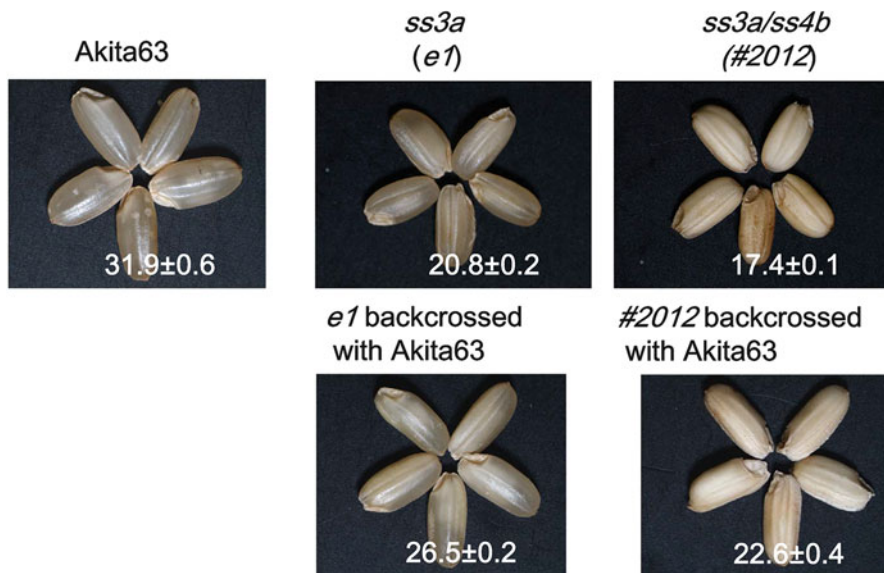 Akita63
ss3a
(e1)
ss3a/ss4b
(#2012)
31.9±0.6
20.8±0.2
17.4±0.1
e1 backcrossed
with Akita63
#2012 backcrossed
with Akita63
26.5±0.2
22.6±0.4